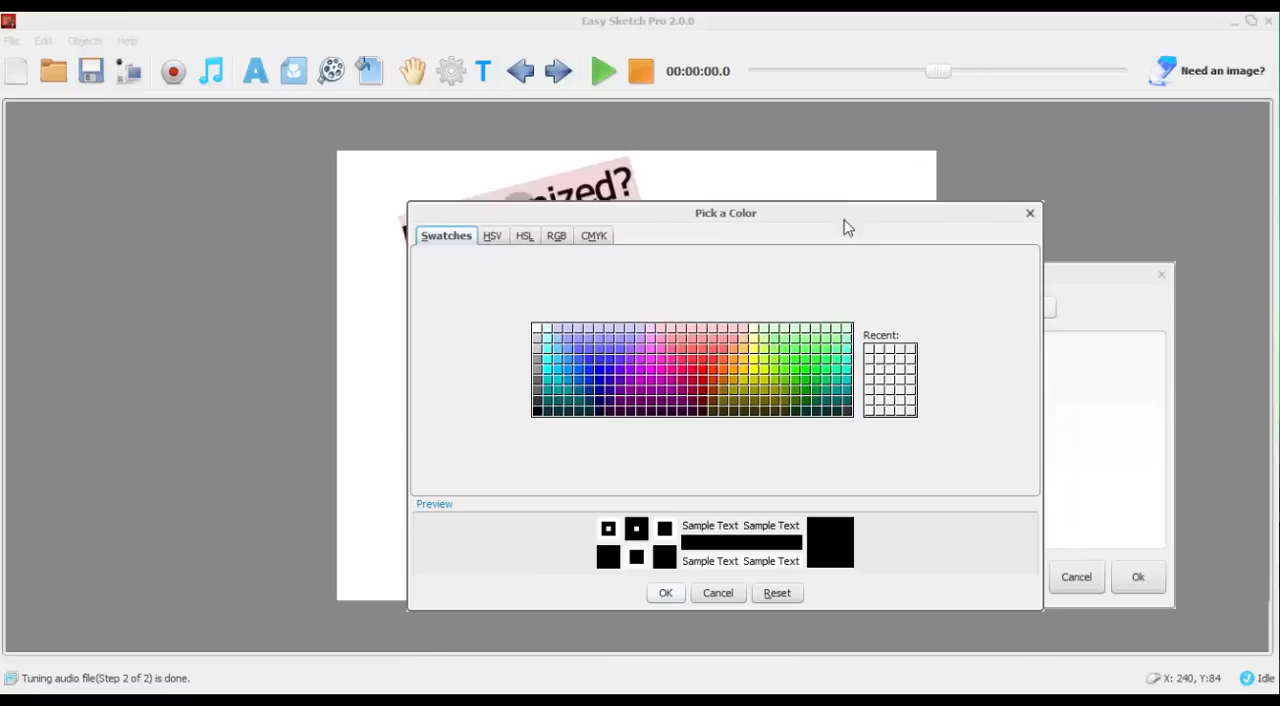 Easy Sketch Pro 2.0.0
File Edit Objects Help
00:00:00.0
Need an image?
Pick a Color
Swatches HSV HSL RGB CMYK
Recent:
Preview
Sample Text Sample Text
Sample Text Sample Text
OK Cancel Reset
Cancel Ok
Tuning audio file(Step 2 of 2) is done.
X: 240, Y:84
Idle